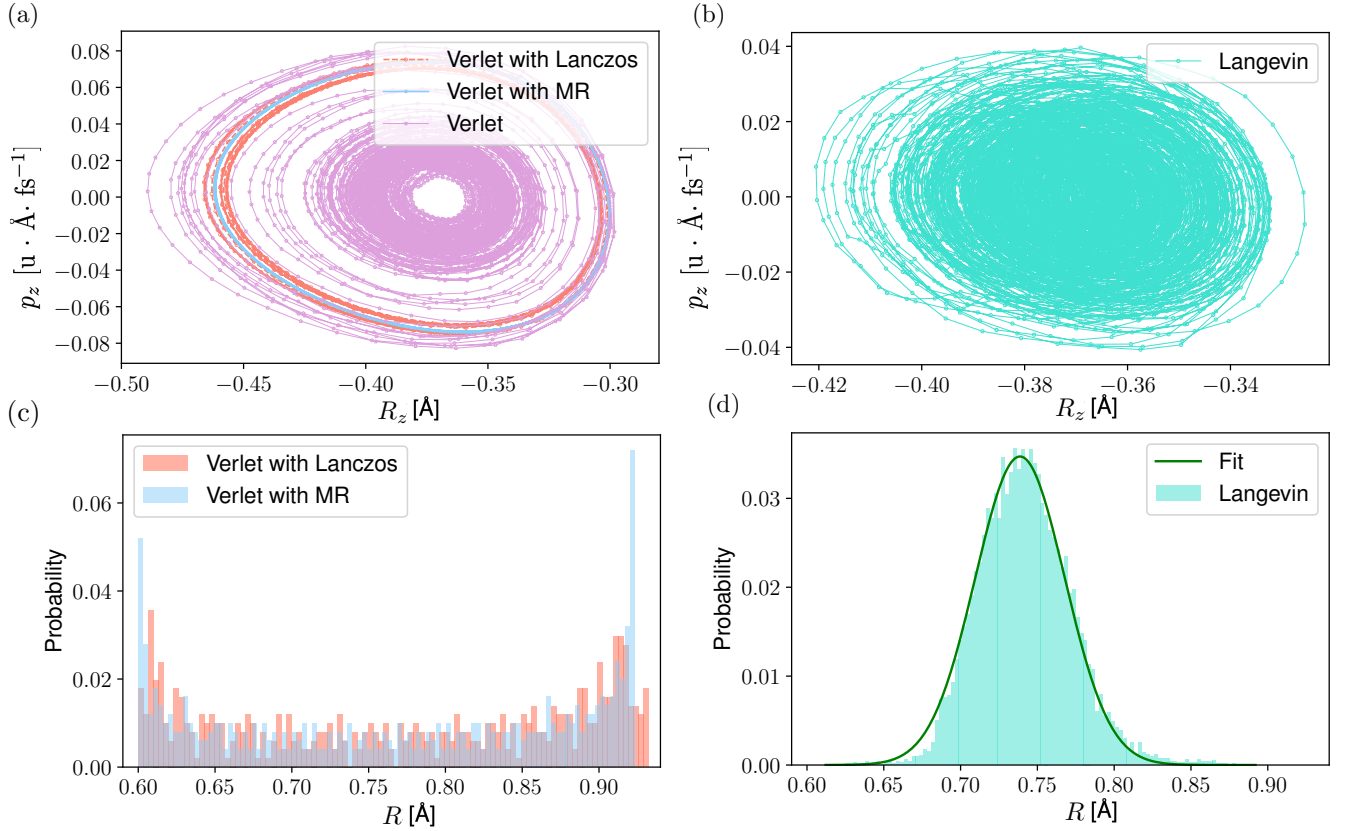 (a)
Verlet with Lanczos
Verlet with MR
Verlet
0.08
0.06
0.04
0.02
0.00
−0.02
−0.04
−0.06
−0.08
p_z [u · Å· fs⁻¹]
−0.50
−0.45
−0.40
−0.35
−0.30
R_z [Å]
(b)
Langevin
0.04
0.02
0.00
−0.02
−0.04
p_z [u · Å· fs⁻¹]
−0.42
−0.40
−0.38
−0.36
−0.34
R_z [Å]
(c)
Verlet with Lanczos
Verlet with MR
0.06
0.04
0.02
0.00
Probability
0.60
0.65
0.70
0.75
0.80
0.85
0.90
R [Å]
(d)
Fit
Langevin
0.03
0.02
0.01
0.00
Probability
0.60
0.65
0.70
0.75
0.80
0.85
0.90
R [Å]